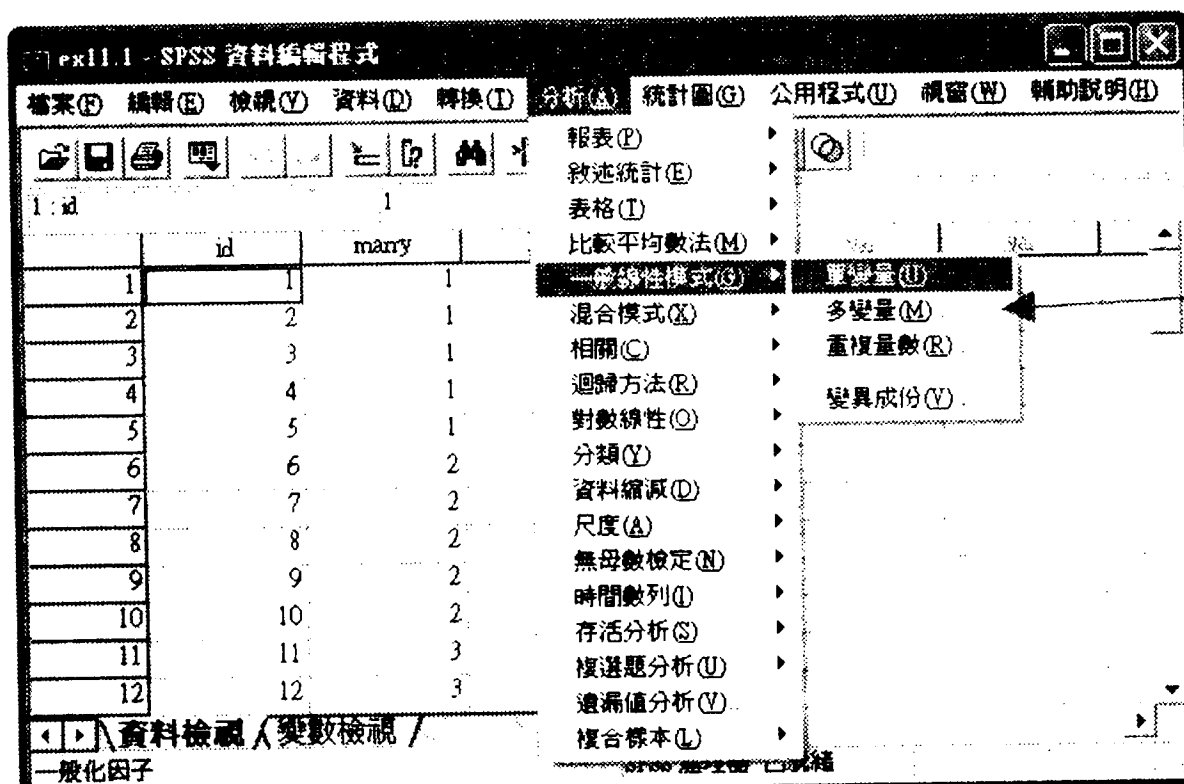 ex11.1 - SPSS 資料編輯程式
檔案(F) 編輯(E) 檢視(V) 資料(D) 轉換(T) 分析(A) 統計圖(G) 公用程式(U) 視窗(W) 輔助說明(H)
1 : id 1
id marry
1 1 1
2 2 1
3 3 1
4 4 1
5 5 1
6 6 2
7 7 2
8 8 2
9 9 2
10 10 2
11 11 3
12 12 3
報表(P)
敘述統計(E)
表格(T)
比較平均數法(M)
一般線性模式(G)
混合模式(X)
相關(C)
迴歸方法(R)
對數線性(O)
分類(Y)
資料縮減(D)
尺度(A)
無母數檢定(N)
時間數列(I)
存活分析(S)
複選題分析(U)
遺漏值分析(V)...
複合樣本(L)
單變量(U)
多變量(M)...
重複量數(R)...
變異成份(V)...
資料檢視 變數檢視
一般化因子 SPSS 處理器 已就緒